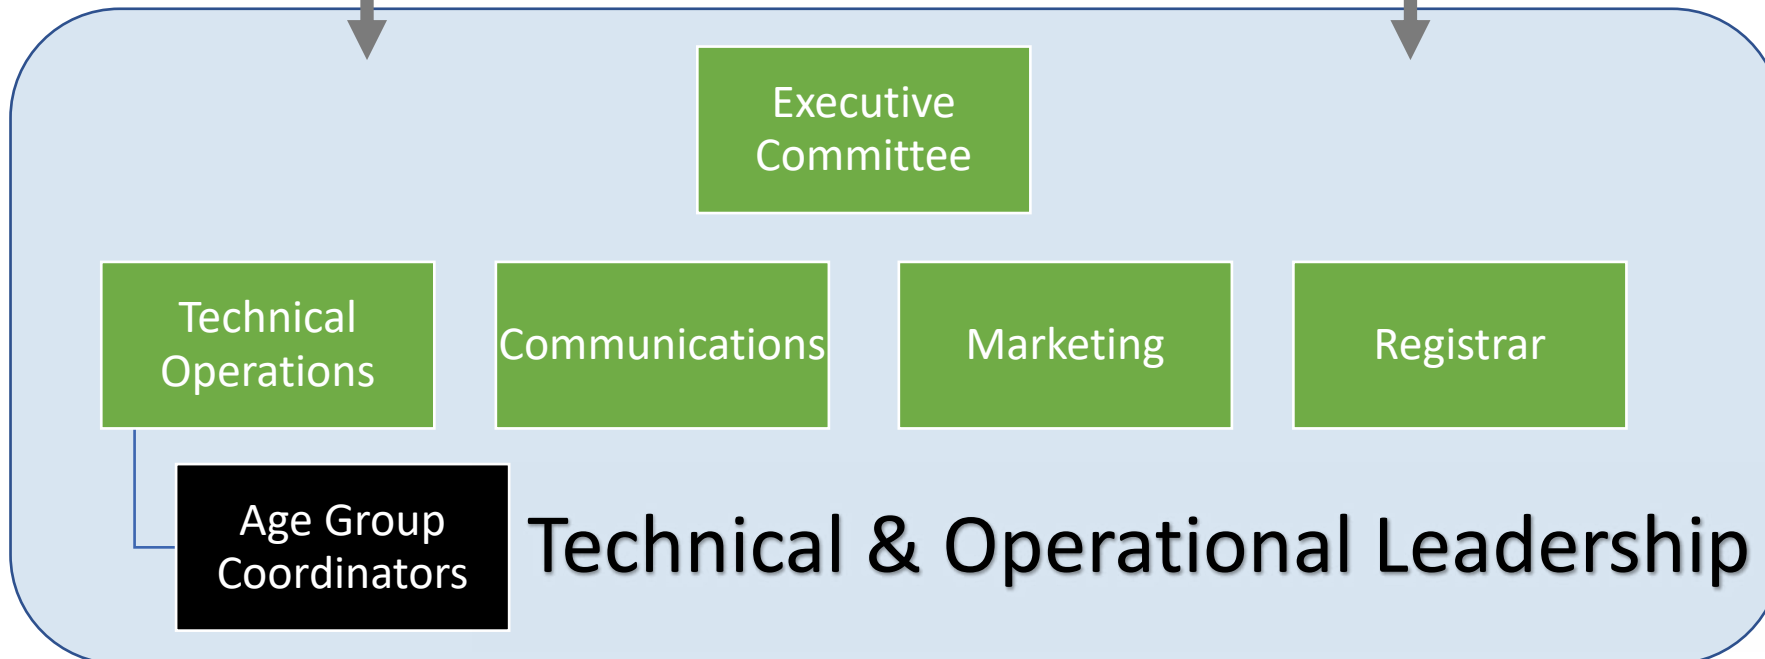 Executive
Committee
Technical
Operations
Communications
Marketing
Registrar
Age Group
Coordinators
Technical & Operational Leadership